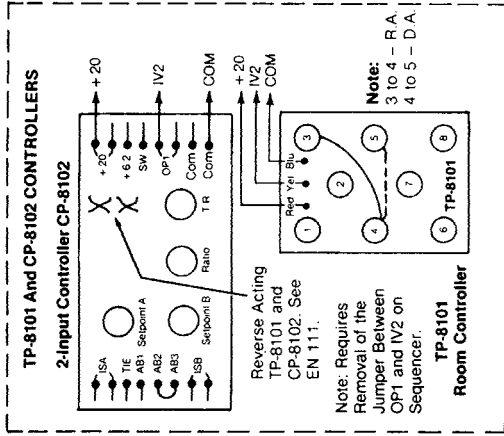 TP-8101 And CP-8102 CONTROLLERS
2-Input Controller CP-8102
ISA
TIE
AB1
AB2
AB3
ISB
Setpoint A
Setpoint B
Ratio
T.R.
+ 20
+ 6.2
SW
OP1
Com
Com
+ 20
IV2
COM
Reverse Acting
TP-8101 and
CP-8102. See
EN 111.
Note: Requires
Removal of the
Jumper Between
OP1 and IV2 on
Sequencer.
+ 20
IV2
COM
Red Yel Blu
1
2
3
4
5
6
7
8
TP-8101
Note:
3 to 4 – R.A.
4 to 5 – D.A.
TP-8101
Room Controller